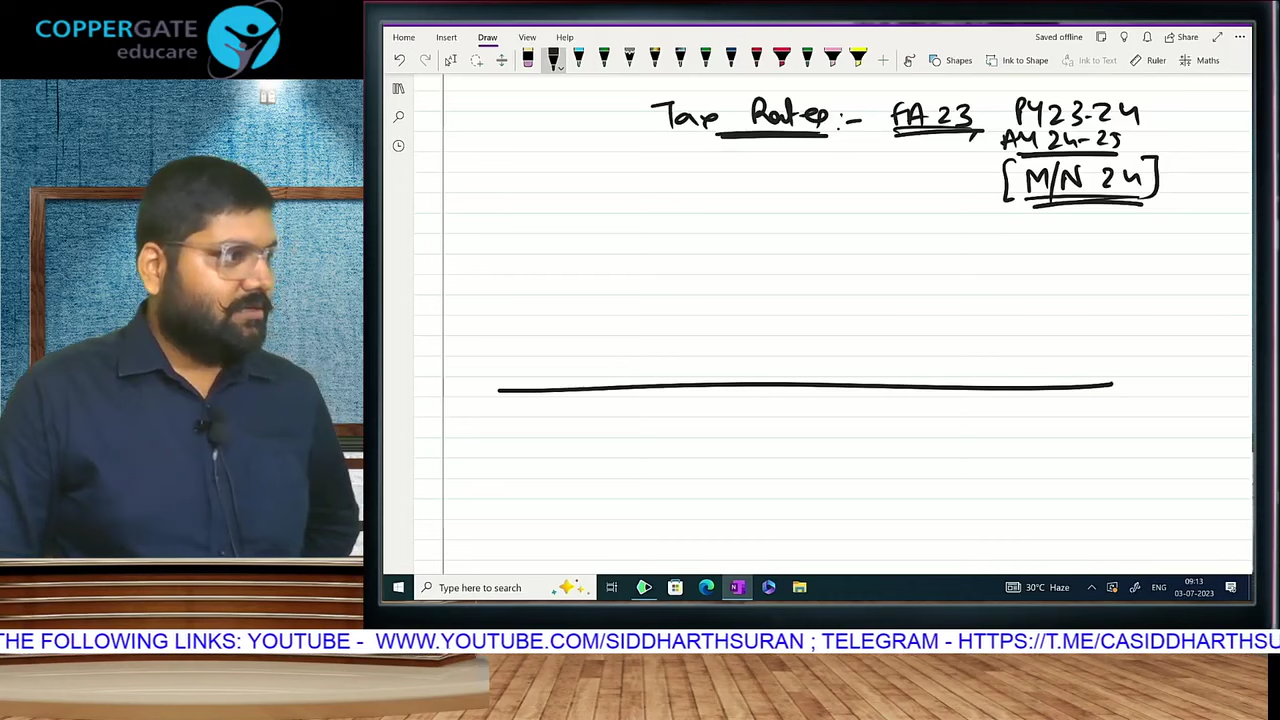 COPPERGATE
educare
Home Insert Draw View Help
Saved offline
Share
Shapes
Ink to Shape
Ink to Text
Ruler
Maths
Tax Rates :- FA 23 PY 23-24
AY 24-25
[M/N 24]
Type here to search
30°C Haze
ENG
09:13
03-07-2023
THE FOLLOWING LINKS: YOUTUBE - WWW.YOUTUBE.COM/SIDDHARTHSURAN ; TELEGRAM - HTTPS://T.ME/CASIDDHARTHSU